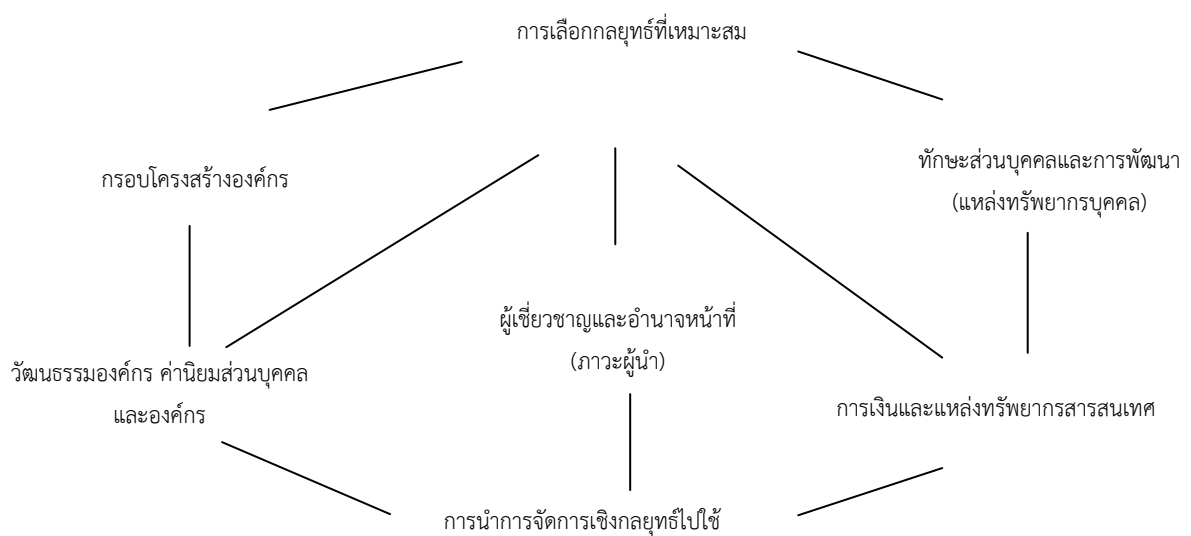 การเลือกกลยุทธ์ที่เหมาะสม
กรอบโครงสร้างองค์กร
ทักษะส่วนบุคคลและการพัฒนา
(แหล่งทรัพยากรบุคคล)
ผู้เชี่ยวชาญและอำนาจหน้าที่
(ภาวะผู้นำ)
วัฒนธรรมองค์กร ค่านิยมส่วนบุคคล
และองค์กร
การเงินและแหล่งทรัพยากรสารสนเทศ
การนำการจัดการเชิงกลยุทธ์ไปใช้